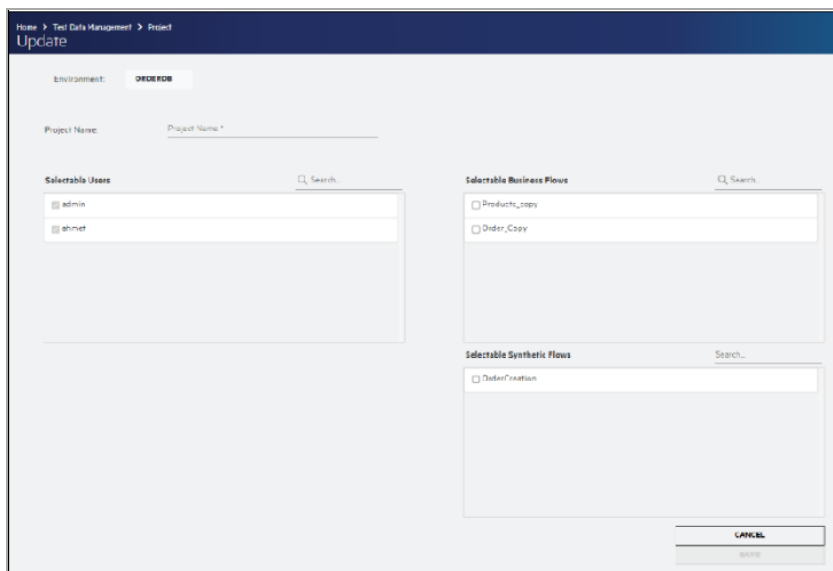 Home > Test Data Management > Project
Update
Environment: ORDERDB
Project Name: Project Name *
Selectable Users Search...
admin
ahmet
Selectable Business Flows Search...
Products_copy
Order_Copy
Selectable Synthetic Flows Search...
OrderCreation
CANCEL
SAVE